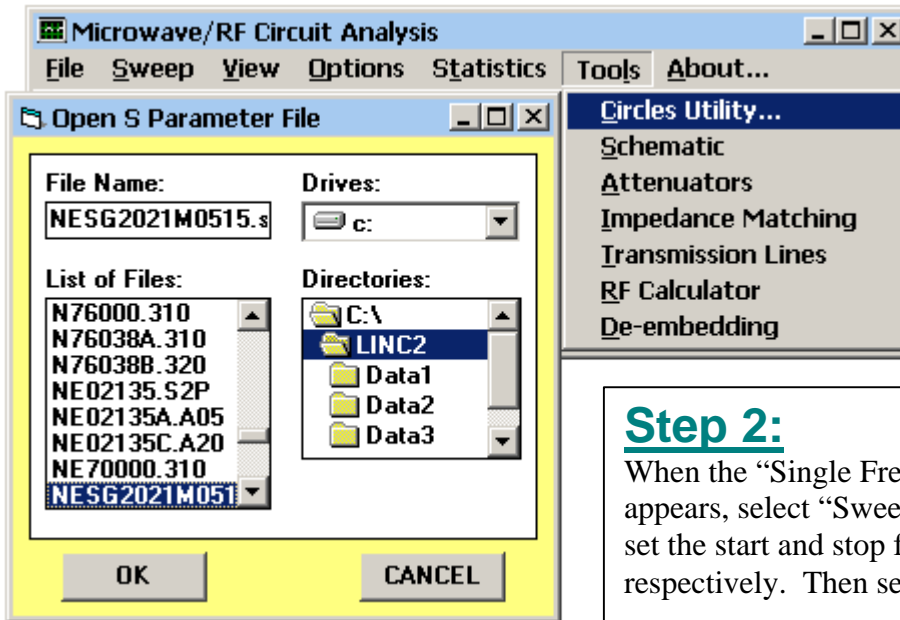 Microwave/RF Circuit Analysis
File Sweep View Options Statistics Tools About...
Open S Parameter File
File Name:
NESG2021M0515.s
Drives:
c:
List of Files:
N76000.310
N76038A.310
N76038B.320
NE02135.S2P
NE02135A.A05
NE02135C.A20
NE70000.310
NESG2021M051
Directories:
C:\
LINC2
Data1
Data2
Data3
OK
CANCEL
Circles Utility...
Schematic
Attenuators
Impedance Matching
Transmission Lines
RF Calculator
De-embedding
Step 2:
When the “Single Fre
appears, select “Swee
set the start and stop f
respectively. Then se